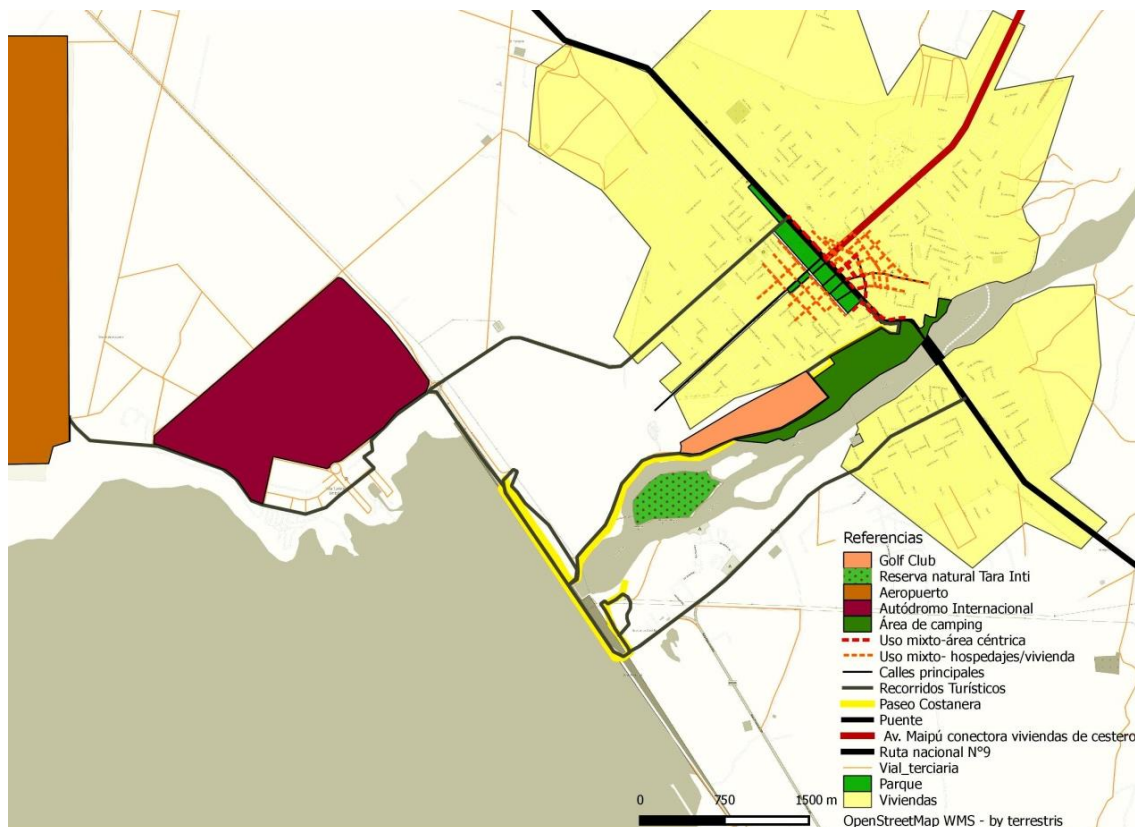 Referencias
Golf Club
Reserva natural Tara Inti
Aeropuerto
Autódromo Internacional
Área de camping
Uso mixto-área céntrica
Uso mixto- hospedajes/vivienda
Calles principales
Recorridos Turísticos
Paseo Costanera
Puente
Av. Maipú conectora viviendas de cestero
Ruta nacional N°9
Vial_terciaria
Parque
Viviendas
0 750 1500 m
OpenStreetMap WMS - by terrestris